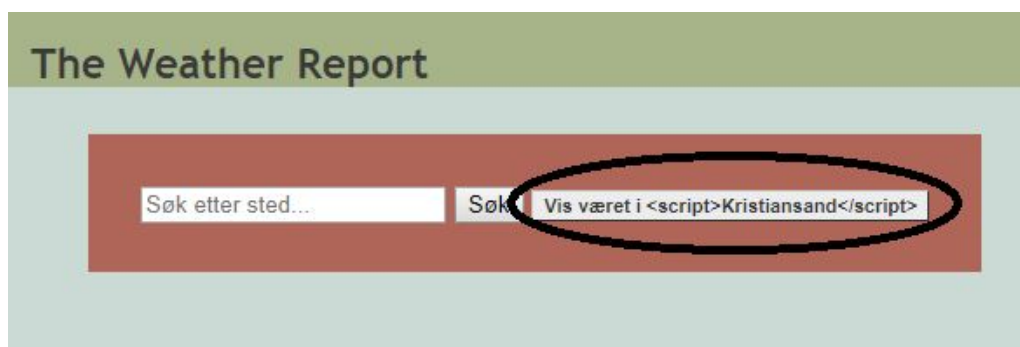 The Weather Report
Søk etter sted... Søk Vis været i <script>Kristiansand</script>